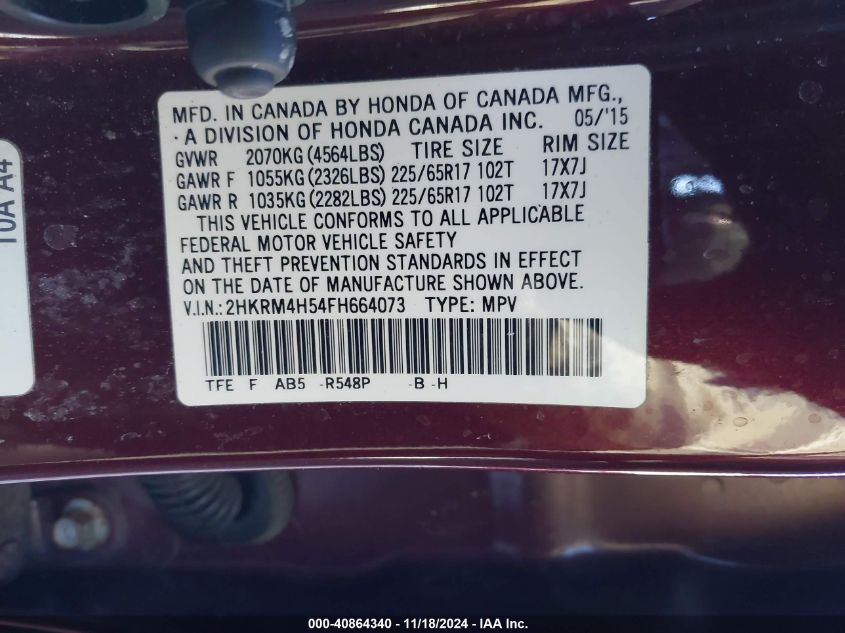 MFD. IN CANADA BY HONDA OF CANADA MFG.,
A DIVISION OF HONDA CANADA INC. 05/'15
GVWR 2070KG (4564LBS) TIRE SIZE RIM SIZE
GAWR F 1055KG (2326LBS) 225/65R17 102T 17X7J
GAWR R 1035KG (2282LBS) 225/65R17 102T 17X7J
THIS VEHICLE CONFORMS TO ALL APPLICABLE
FEDERAL MOTOR VEHICLE SAFETY
AND THEFT PREVENTION STANDARDS IN EFFECT
ON THE DATE OF MANUFACTURE SHOWN ABOVE.
V.I.N.: 2HKRM4H54FH664073 TYPE: MPV
TFE F AB5 -R548P -B -H
10A A4
000-40864340 - 11/18/2024 - IAA Inc.